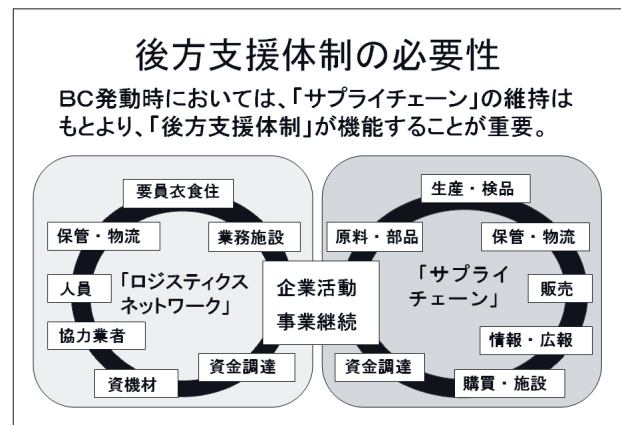 後方支援体制の必要性
BC発動時においては、「サプライチェーン」の維持は
もとより、「後方支援体制」が機能することが重要。
要員衣食住
保管・物流
業務施設
人員
「ロジスティクス
ネットワーク」
協力業者
資機材
資金調達
企業活動
事業継続
生産・検品
原料・部品
保管・物流
「サプライ
チェーン」
販売
情報・広報
資金調達
購買・施設